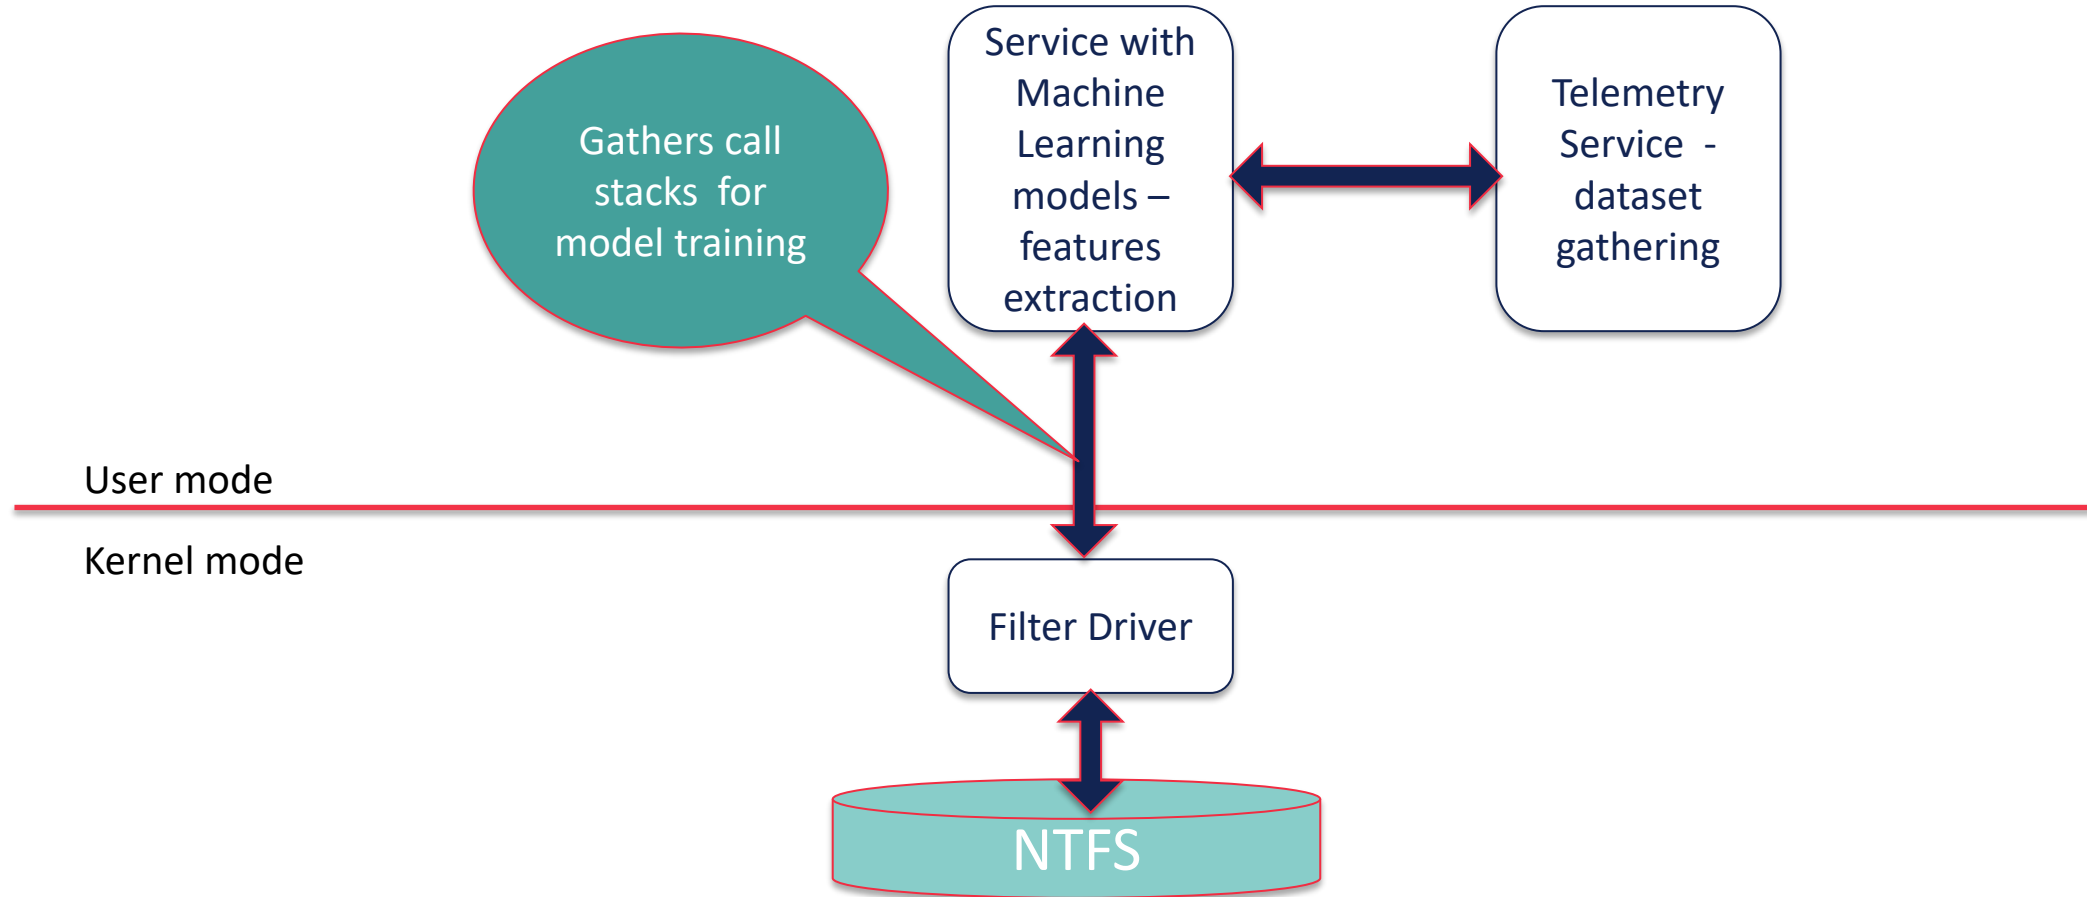 Gathers call
stacks for
model training
Service with
Machine
Learning
models –
features
extraction
Telemetry
Service -
dataset
gathering
User mode
Kernel mode
Filter Driver
NTFS